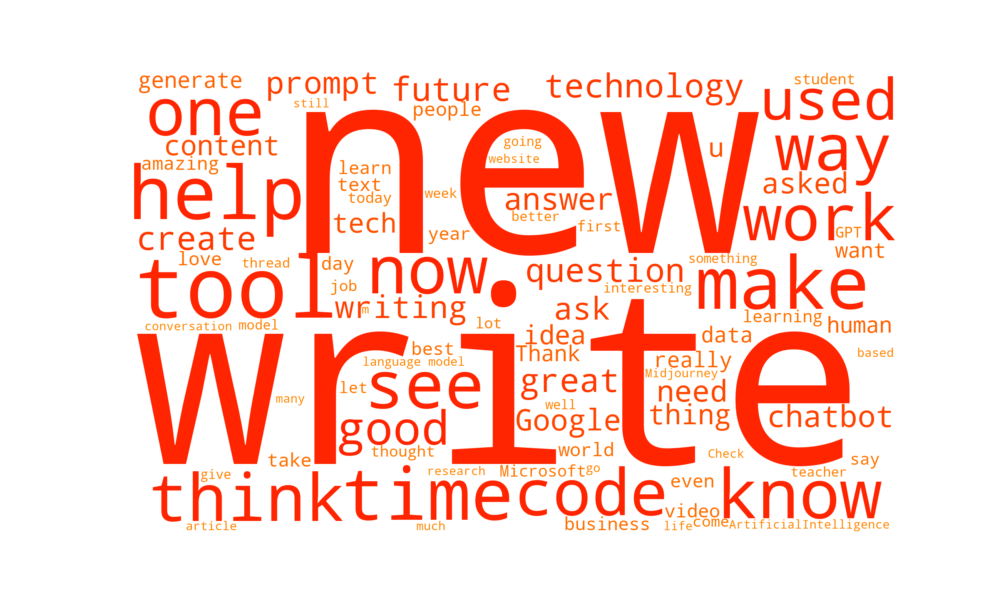 generate
prompt
future
technology
student
still
people
used
one
new
going
website
u
way
content
amazing
learn
text
today
week
answer
asked
help
better
first
work
GPT
tech
year
create
want
love
thread
day
now
question
something
make
tool
job
interesting
m
writing
ask
learning
conversation model
lot
idea
data
human
write
best
Thank
really
based
language model
Midjourney
see
great
need
let
many
well
thing
chatbot
good
Google
thought
world
Check
take
say
give
research
Microsoft
go
teacher
even
think
time
code
know
video
article
much
business
life
come
ArtificialIntelligence